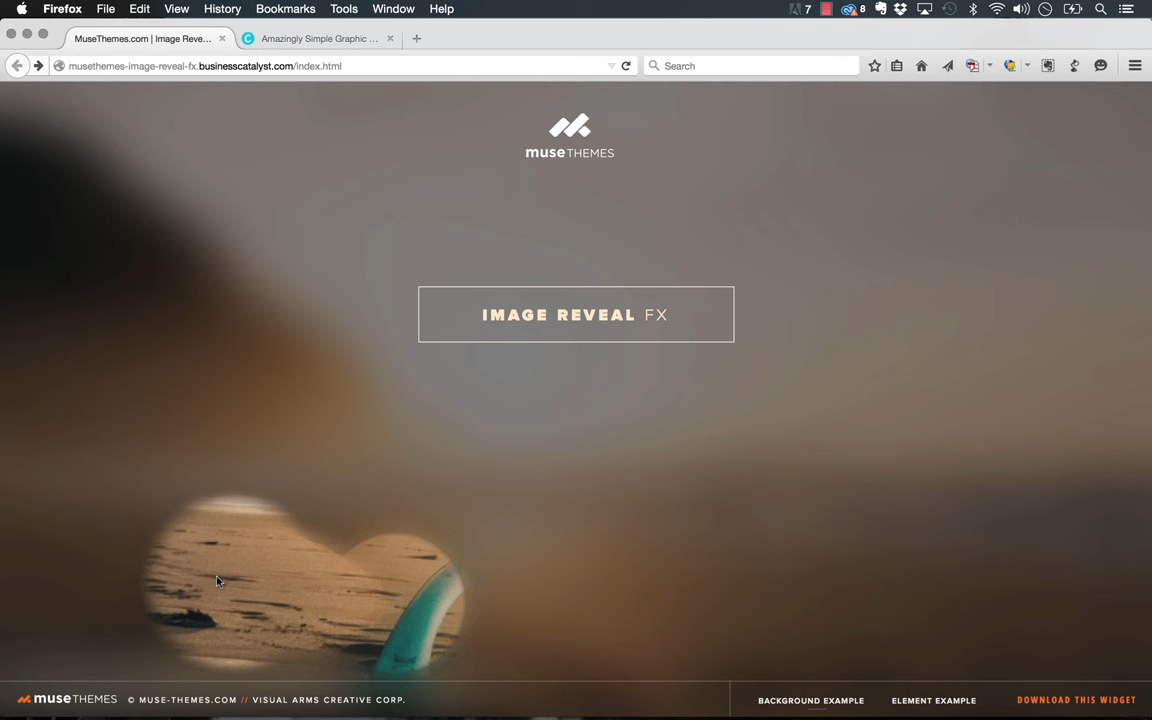 Firefox File Edit View History Bookmarks Tools Window Help 7 8
MuseThemes.com | Image Reve... Amazingly Simple Graphic ...
musethemes-image-reveal-fx.businesscatalyst.com/index.html Search
muse THEMES
IMAGE REVEAL FX
muse THEMES © MUSE-THEMES.COM // VISUAL ARMS CREATIVE CORP. BACKGROUND EXAMPLE ELEMENT EXAMPLE DOWNLOAD THIS WIDGET